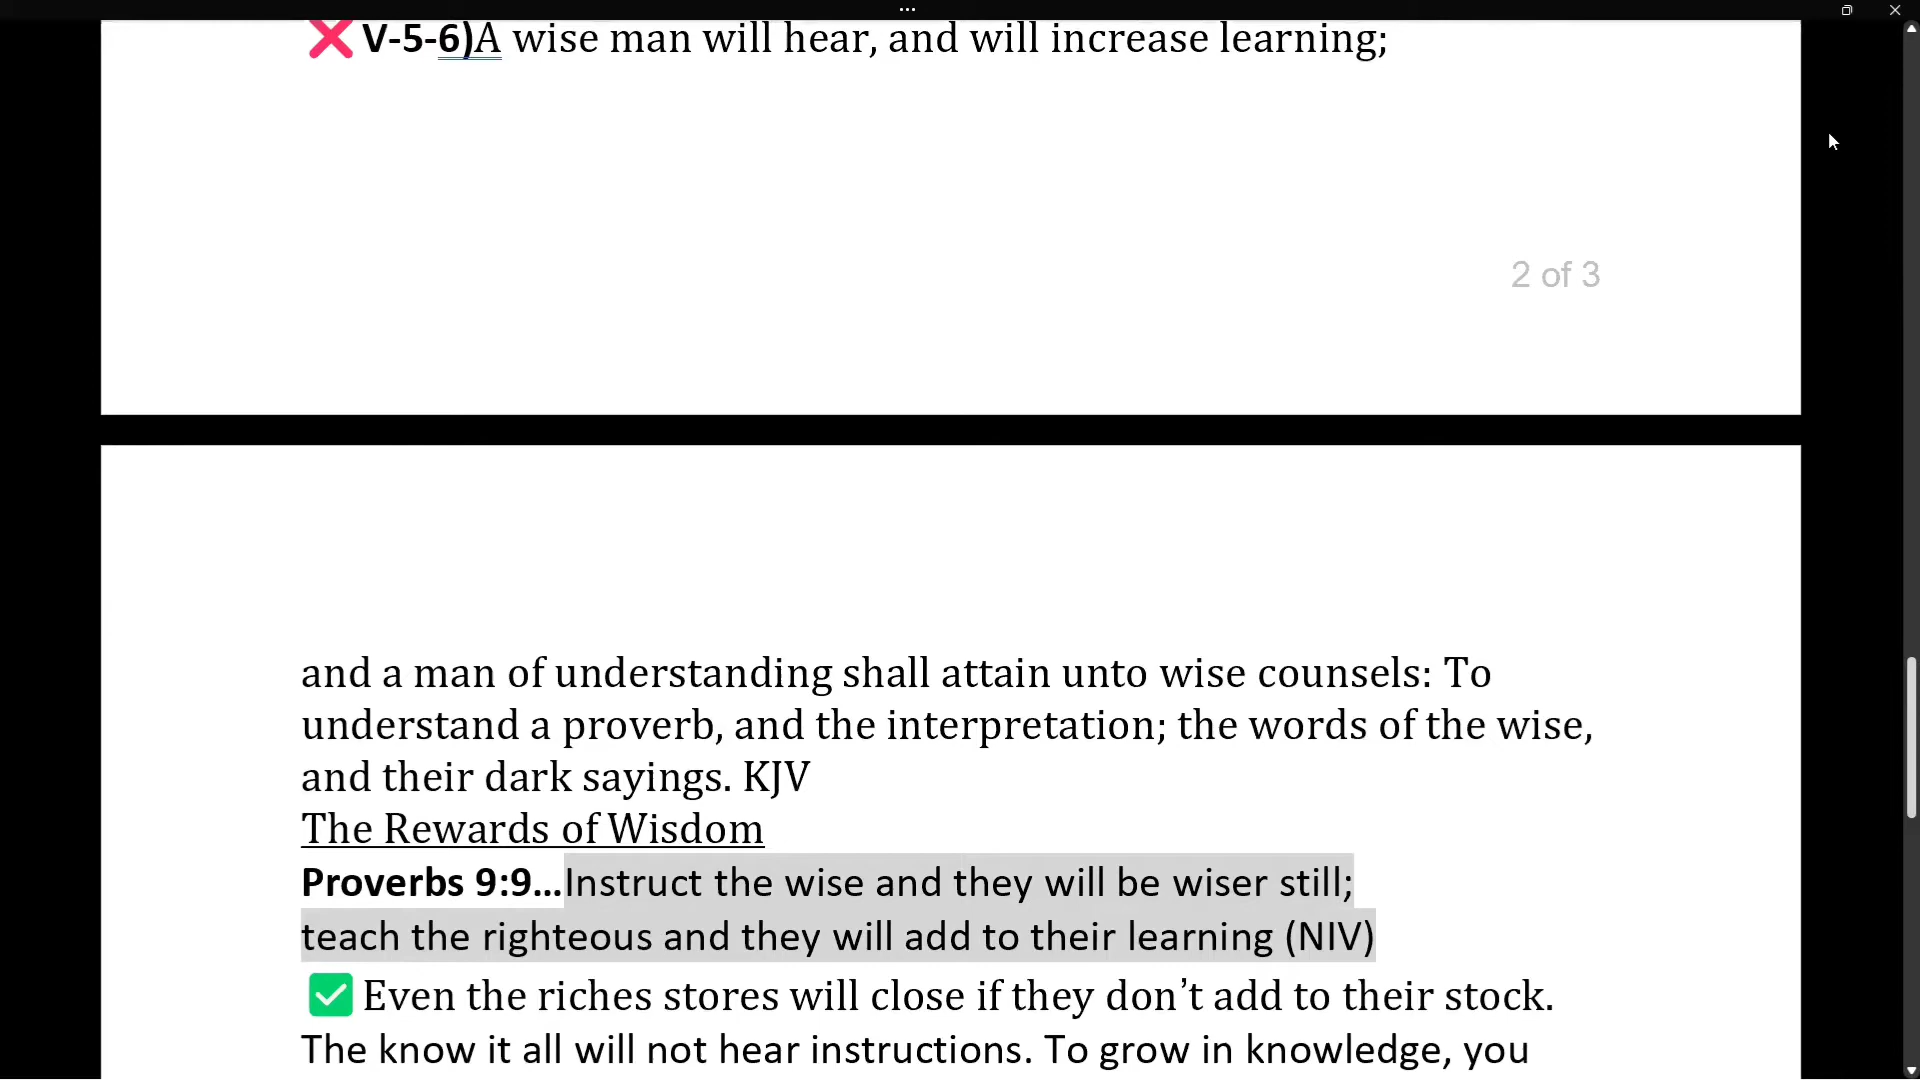 ❌ V-5-6)A wise man will hear, and will increase learning;
2 of 3
and a man of understanding shall attain unto wise counsels: To
understand a proverb, and the interpretation; the words of the wise,
and their dark sayings. KJV
The Rewards of Wisdom
Proverbs 9:9...Instruct the wise and they will be wiser still;
teach the righteous and they will add to their learning (NIV)
✅ Even the riches stores will close if they don’t add to their stock.
The know it all will not hear instructions. To grow in knowledge, you